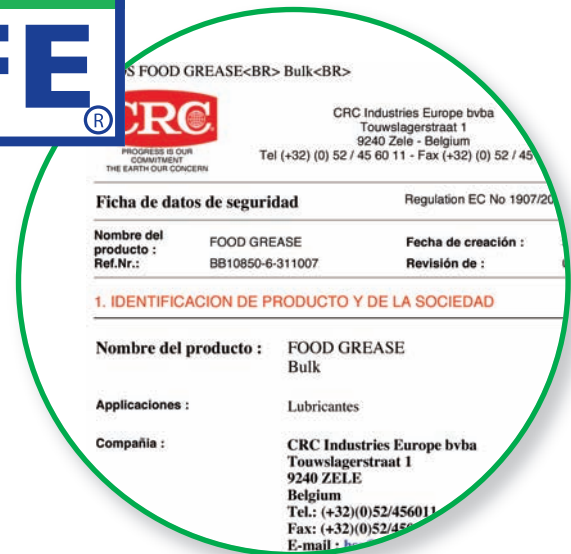 FE®
S FOOD GREASE<BR> Bulk<BR>
CRC®
PROGRESS IS OUR
COMMITMENT
THE EARTH OUR CONCERN
CRC Industries Europe bvba
Touwslagerstraat 1
9240 Zele - Belgium
Tel (+32) (0) 52 / 45 60 11 - Fax (+32) (0) 52 / 45
Ficha de datos de seguridad Regulation EC No 1907/20
Nombre del
producto : FOOD GREASE Fecha de creación :
Ref.Nr.: BB10850-6-311007 Revisión de :
1. IDENTIFICACION DE PRODUCTO Y DE LA SOCIEDAD
Nombre del producto : FOOD GREASE
Bulk
Applicaciones : Lubricantes
Compañia : CRC Industries Europe bvba
Touwslagerstraat 1
9240 ZELE
Belgium
Tel.: (+32)(0)52/456011
Fax: (+32)(0)52/45
E-mail :